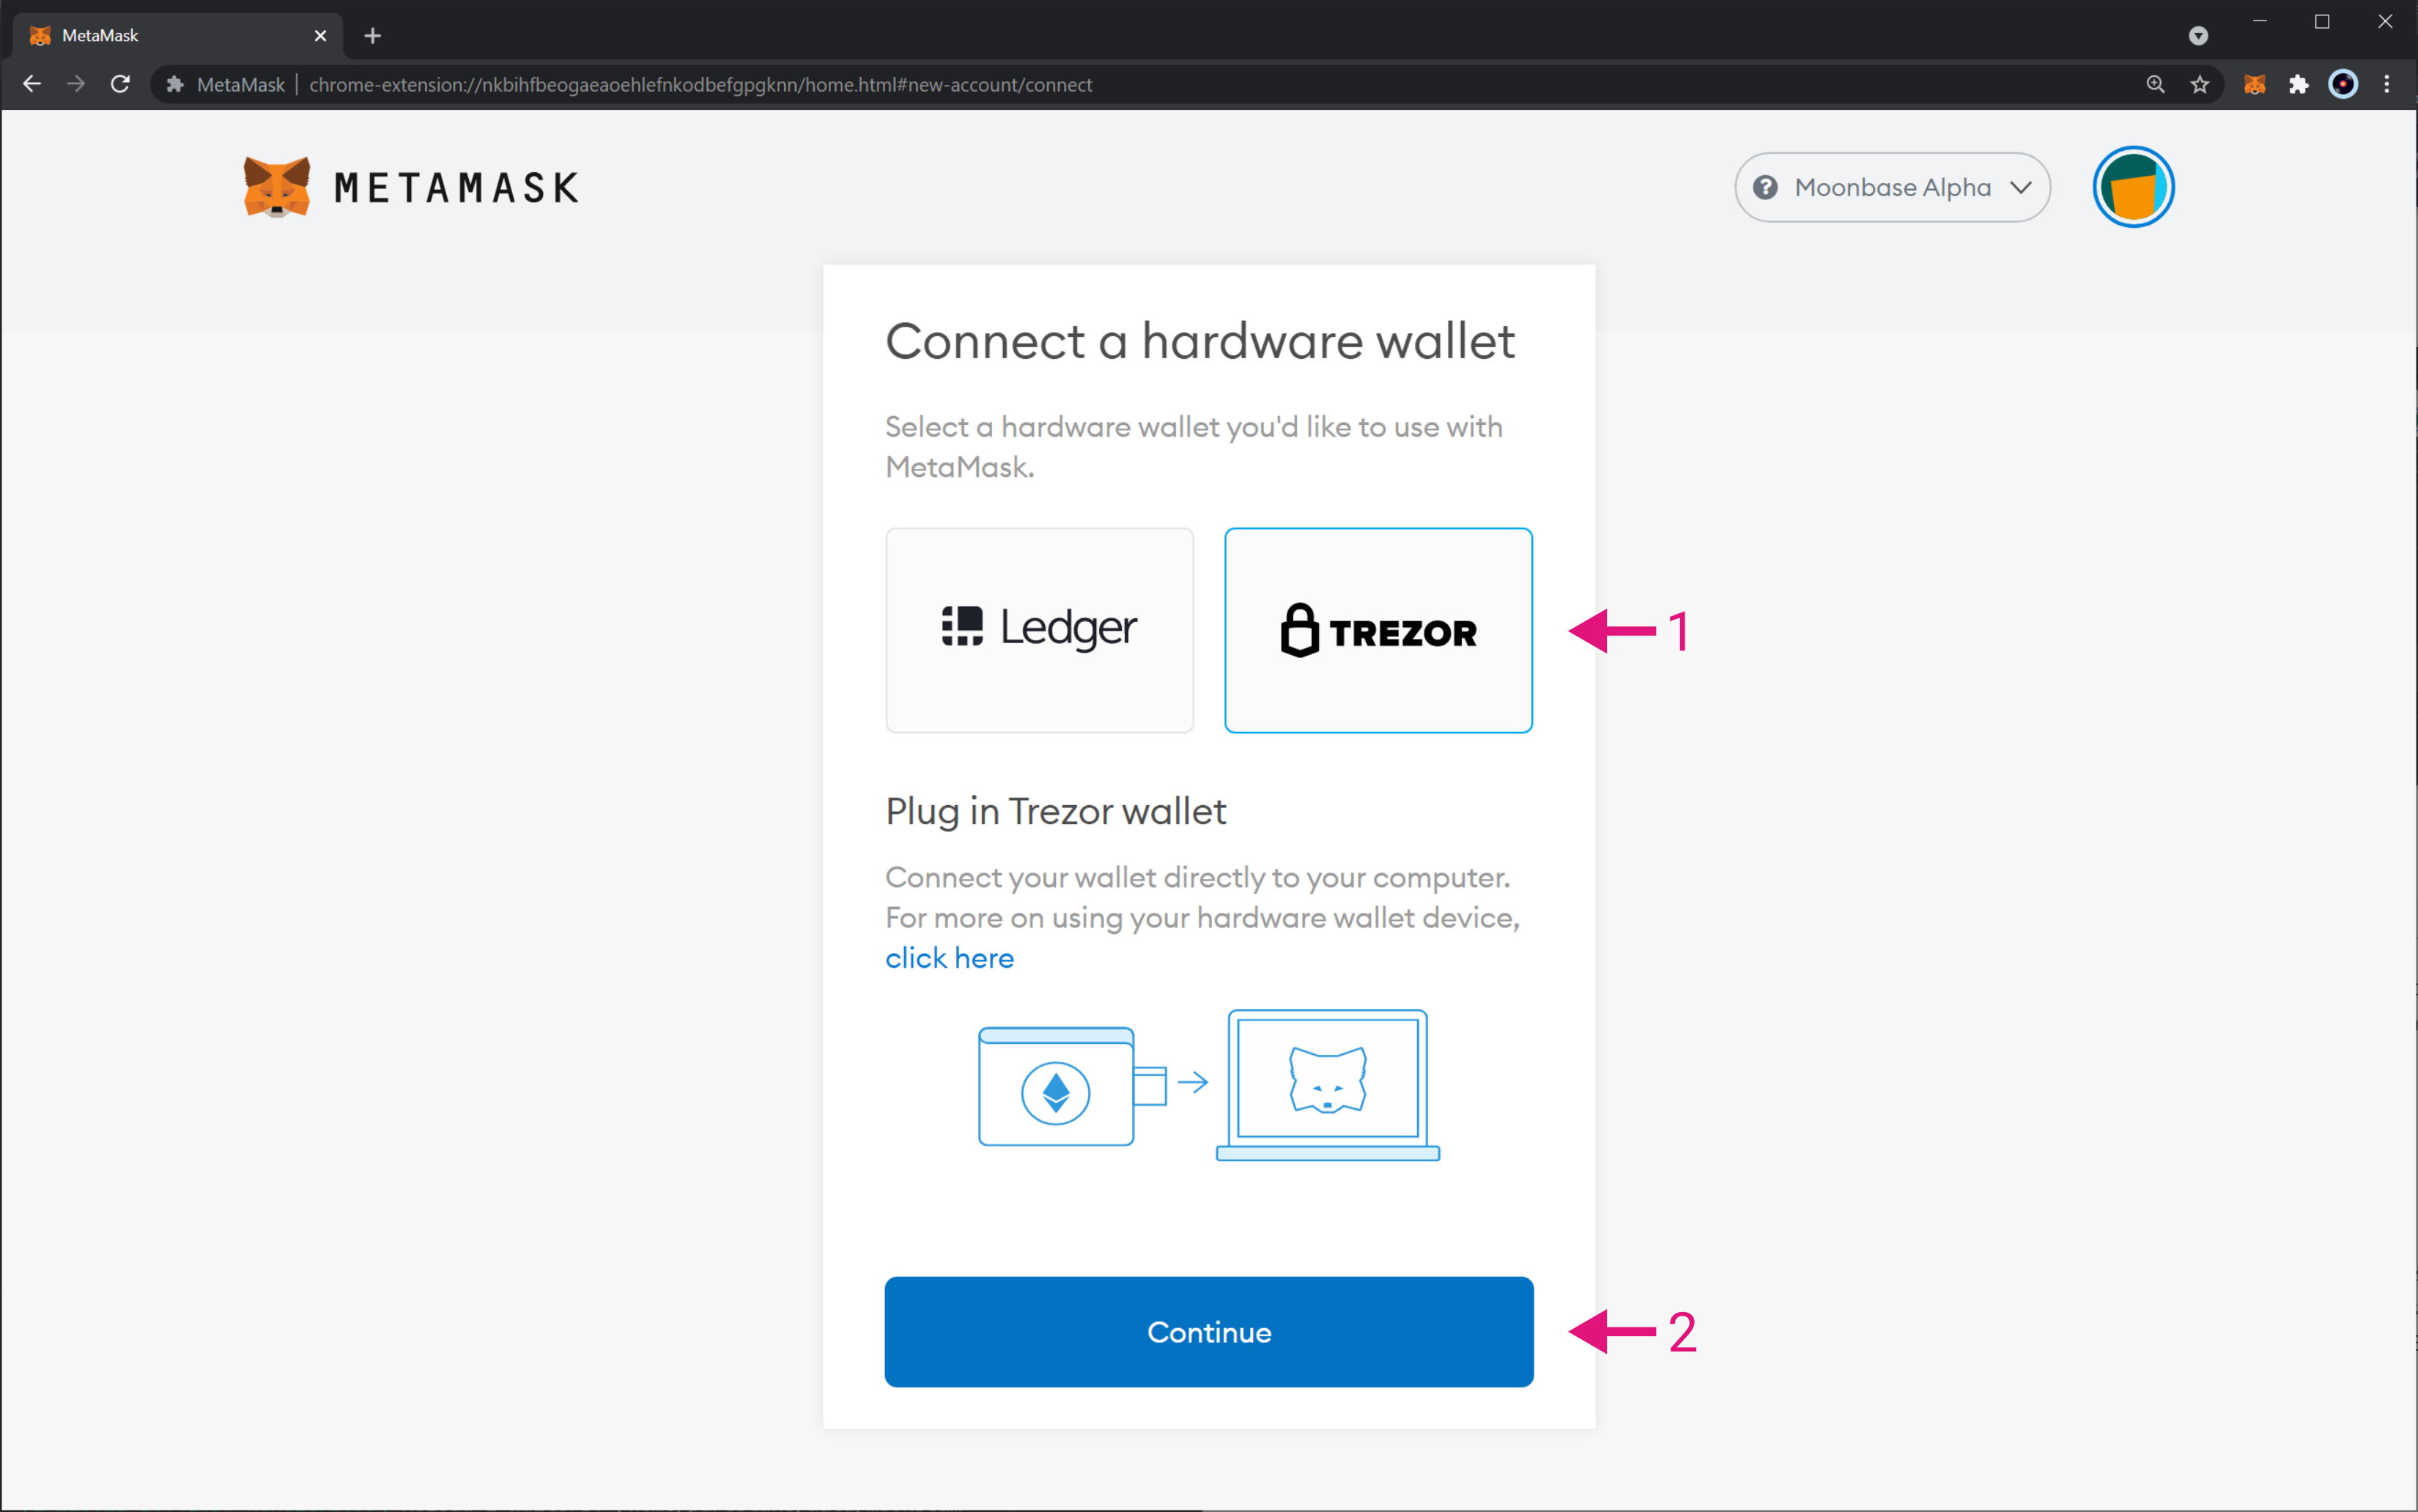 MetaMask
MetaMask | chrome-extension://nkbihfbeogaeaoehlefnkodbefgpgknn/home.html#new-account/connect
METAMASK
Moonbase Alpha
Connect a hardware wallet
Select a hardware wallet you'd like to use with
MetaMask.
Ledger
TREZOR
1
Plug in Trezor wallet
Connect your wallet directly to your computer.
For more on using your hardware wallet device,
click here
Continue
2